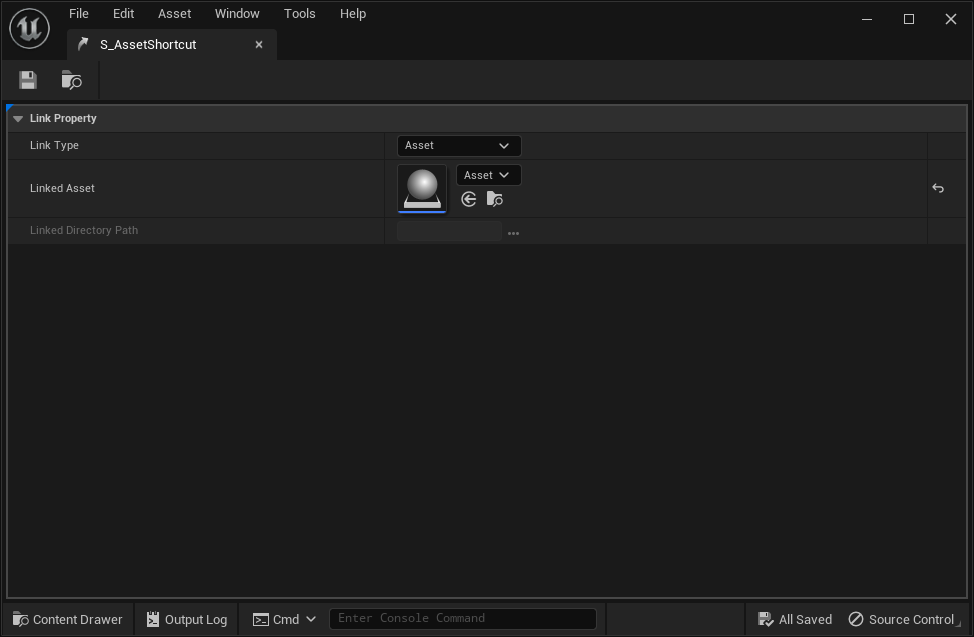 File Edit Asset Window Tools Help
S_AssetShortcut
Link Property
Link Type Asset
Asset
Linked Asset
Linked Directory Path
Content Drawer Output Log Cmd Enter Console Command All Saved Source Control